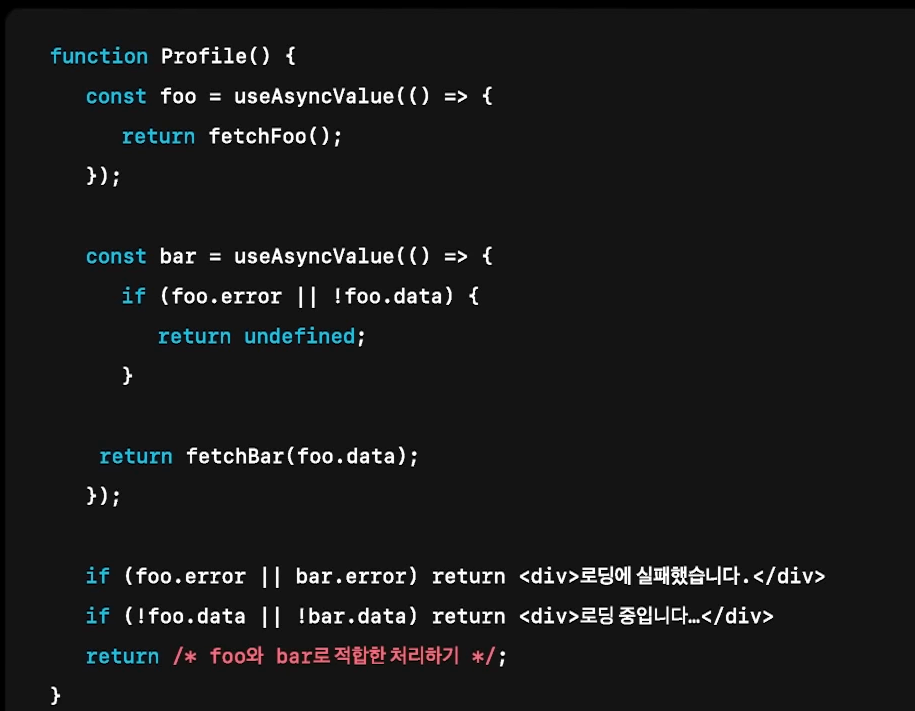 function Profile() {
const foo = useAsyncValue(() => {
return fetchFoo();
});
const bar = useAsyncValue(() => {
if (foo.error || !foo.data) {
return undefined;
}
return fetchBar(foo.data);
});
if (foo.error || bar.error) return <div>로딩에 실패했습니다.</div>
if (!foo.data || !bar.data) return <div>로딩 중입니다…</div>
return /* foo와 bar로 적합한 처리하기 */;
}